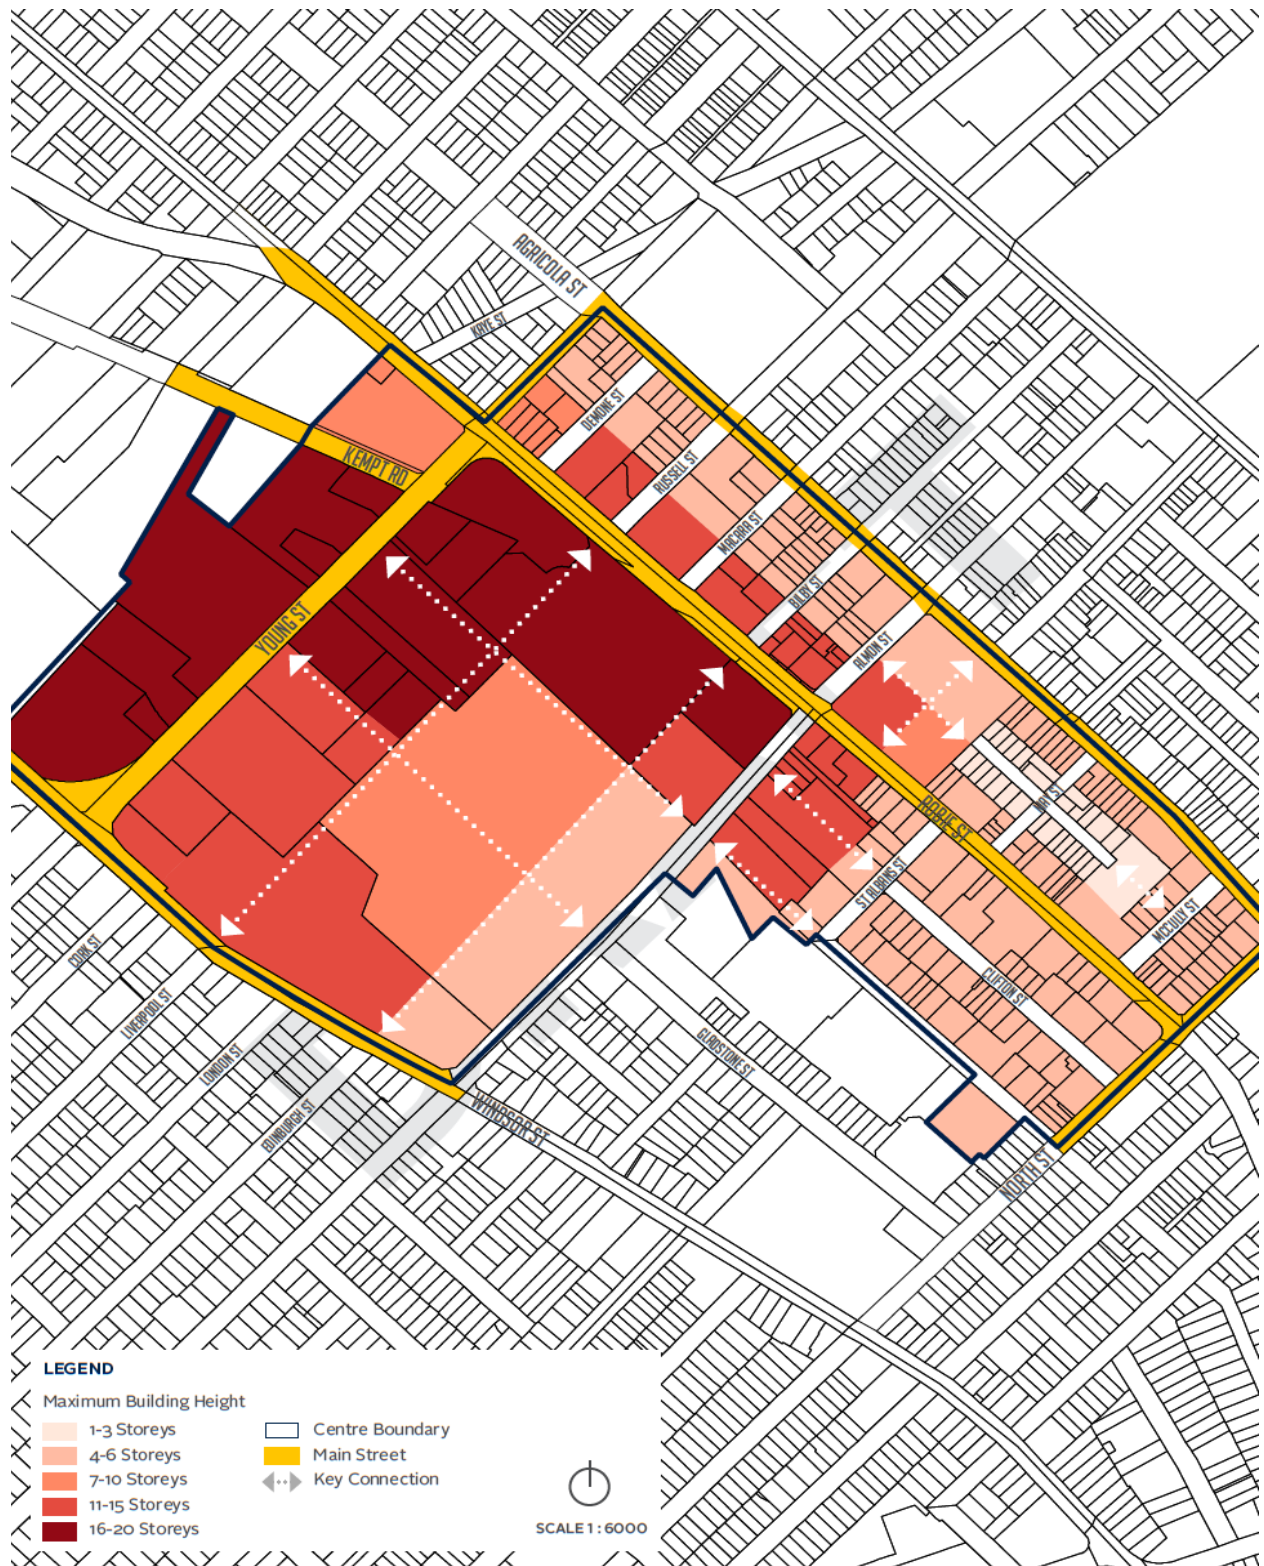 AGRICOLA ST
KAYE ST
DEMONE ST
KEMPT RD
RUSSELL ST
MACARA ST
BILBY ST
YOUNG ST
ALMON ST
MAY ST
ROBIE ST
ST ALBANS ST
MCCULLY ST
CORK ST
CLIFTON ST
LIVERPOOL ST
LONDON ST
GLADSTONE ST
EDINBURGH ST
WINDSOR ST
NORTH ST
LEGEND
Maximum Building Height
1-3 Storeys
4-6 Storeys
7-10 Storeys
11-15 Storeys
16-20 Storeys
Centre Boundary
Main Street
Key Connection
SCALE 1 : 6000